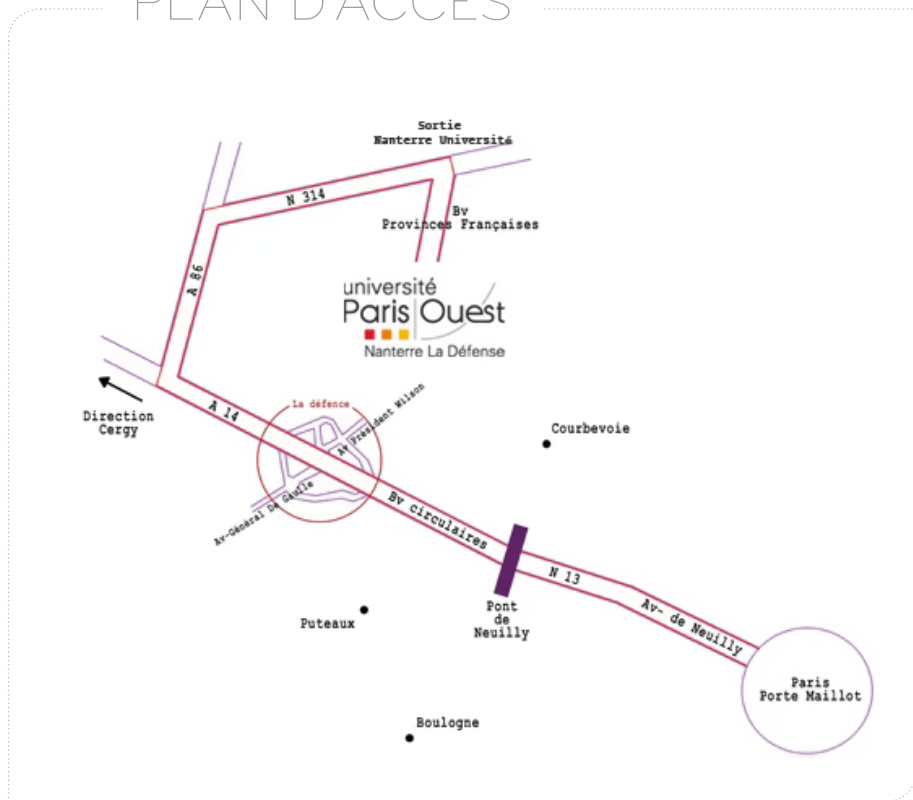 PLAN D'ACCÈS
Sortie
Nanterre Université
N 314
Bv
Provinces Françaises
A 86
université
Paris Ouest
Nanterre La Défense
Direction
Cergy
A 14
La défence
Av Président Wilson
Av-Général De Gaulle
Courbevoie
Bv circulaires
N 13
Pont
de
Neuilly
Av- de Neuilly
Puteaux
Paris
Porte Maillot
Boulogne